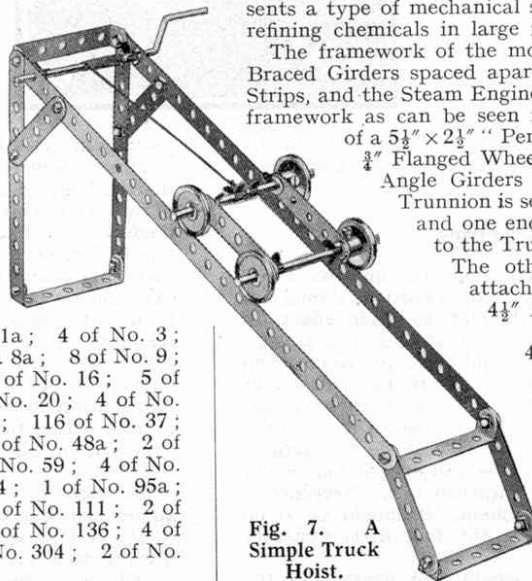 sents a type of mechanical s
refining chemicals in large
The framework of the mo
Braced Girders spaced apar
Strips, and the Steam Engin
framework as can be seen
of a 5½″ × 2½″ “ Per
¾″ Flanged Whee
Angle Girders
Trunnion is se
and one ene
to the Tru
The oth
attach
4½″
4
1a ; 4 of No. 3 ;
. 8a ; 8 of No. 9 ;
of No. 16 ; 5 of
No. 20 ; 4 of No.
; 116 of No. 37 ;
of No. 48a ; 2 of
No. 59 ; 4 of No.
4 ; 1 of No. 95a ;
of No. 111 ; 2 of
of No. 136 ; 4 of
No. 304 ; 2 of No.
Fig. 7. A
Simple Truck
Hoist.